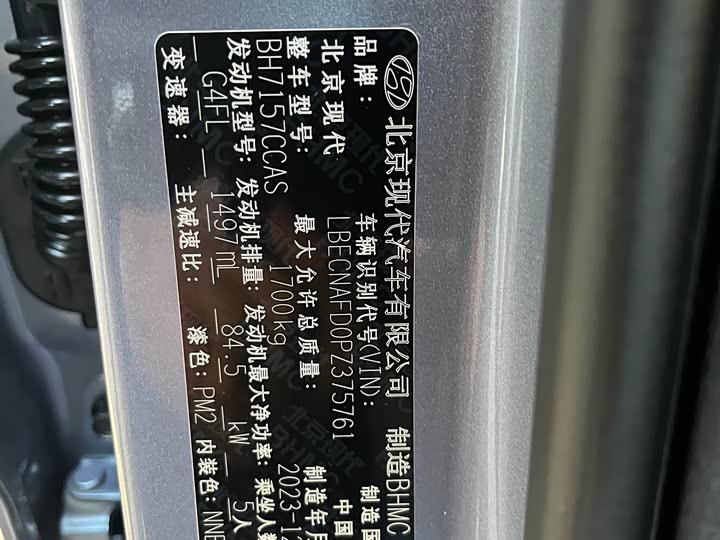 北京现代汽车有限公司 制造BHMC
品牌: 车辆识别代号(VIN): 制造国
北京现代 LBECNAFD0PZ375761 中国
整车型号: 最大允许总质量: 制造年月
BH7157CCAS 1700kg 2023-12
发动机型号: 发动机排量: 发动机最大净功率: 乘坐人数
G4FL 1497mL 84.5 kW 5人
变速器: 主减速比: 漆色: PM2 内装色: NNB